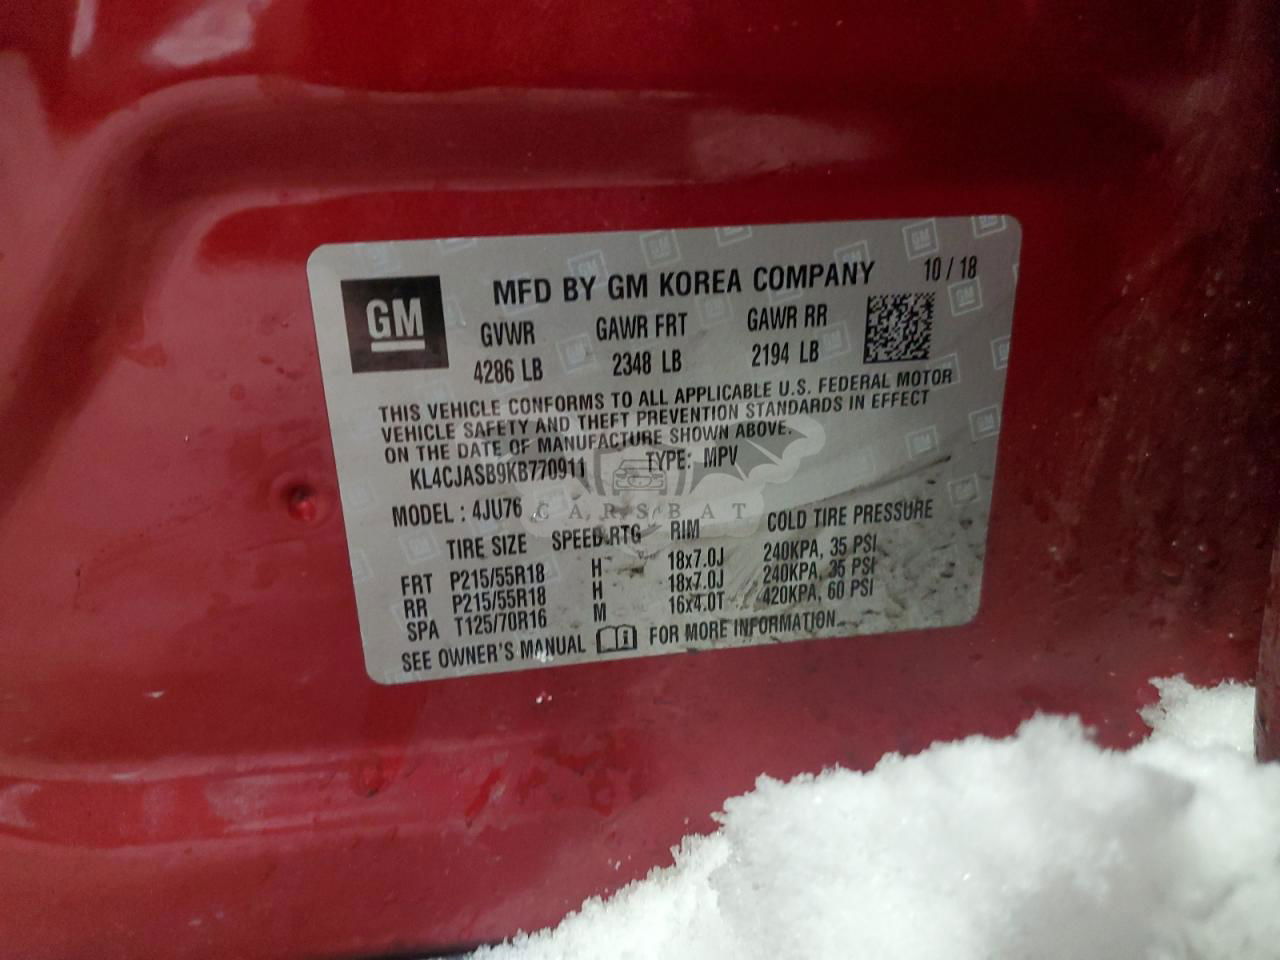 GM
MFD BY GM KOREA COMPANY 10 / 18
GVWR GAWR FRT GAWR RR
4286 LB 2348 LB 2194 LB
THIS VEHICLE CONFORMS TO ALL APPLICABLE U.S. FEDERAL MOTOR
VEHICLE SAFETY AND THEFT PREVENTION STANDARDS IN EFFECT
ON THE DATE OF MANUFACTURE SHOWN ABOVE.
KL4CJASB9KB770911 TYPE: MPV
MODEL : 4JU76
CARSBAT
TIRE SIZE SPEED RTG RIM COLD TIRE PRESSURE
FRT P215/55R18 H 18x7.0J 240KPA, 35 PSI
RR P215/55R18 H 18x7.0J 240KPA, 35 PSI
SPA T125/70R16 M 16x4.0T 420KPA, 60 PSI
SEE OWNER'S MANUAL FOR MORE INFORMATION.